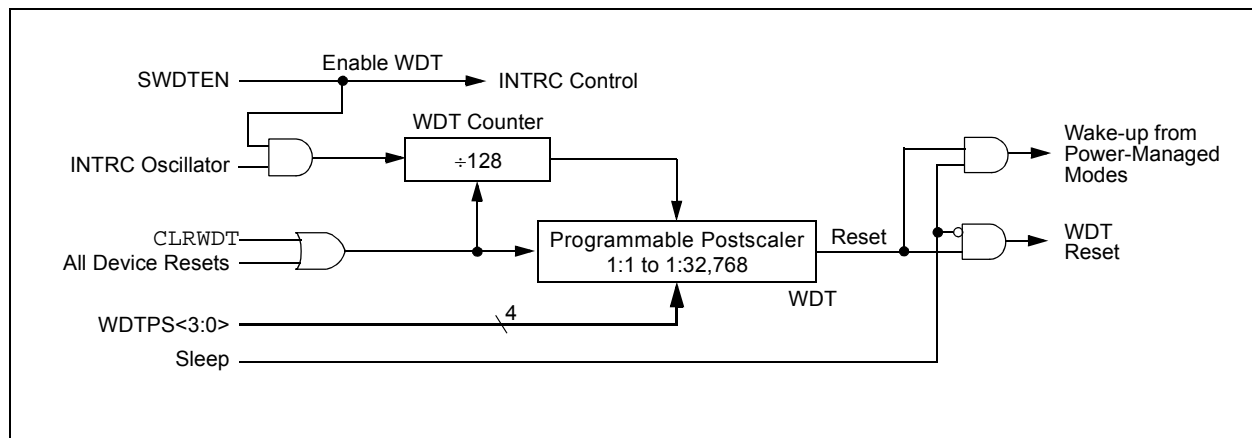 Enable WDT
SWDTEN
INTRC Control
WDT Counter
INTRC Oscillator
÷128
Wake-up from
Power-Managed
Modes
CLRWDT
All Device Resets
Programmable Postscaler
1:1 to 1:32,768
Reset
WDT
WDT
Reset
WDTPS<3:0>
4
Sleep